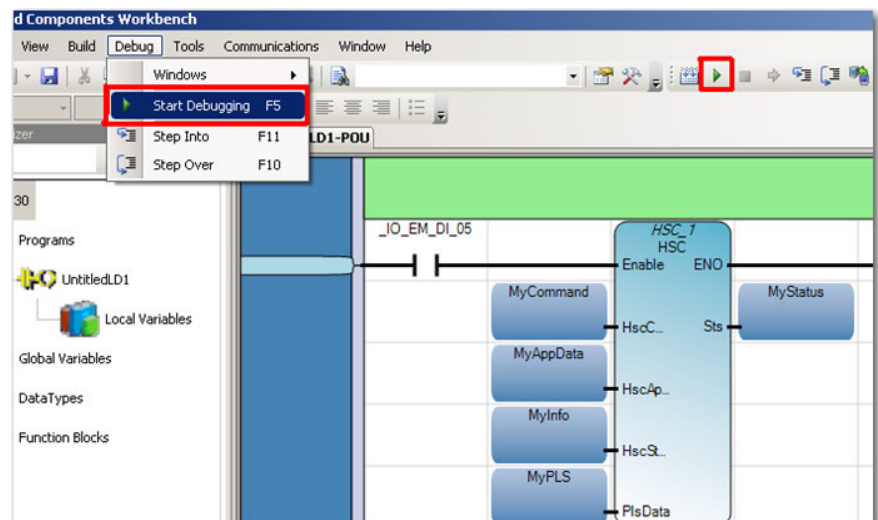 d Components Workbench
View Build Debug Tools Communications Window Help
Windows
Start Debugging F5
Step Into F11
Step Over F10
izer
LD1-POU
30
Programs
UntitledLD1
Local Variables
Global Variables
DataTypes
Function Blocks
_IO_EM_DI_05
HSC_1
HSC
Enable ENO
MyCommand
HscC... Sts
MyStatus
MyAppData
HscAp...
MyInfo
HscSt...
MyPLS
PlsData